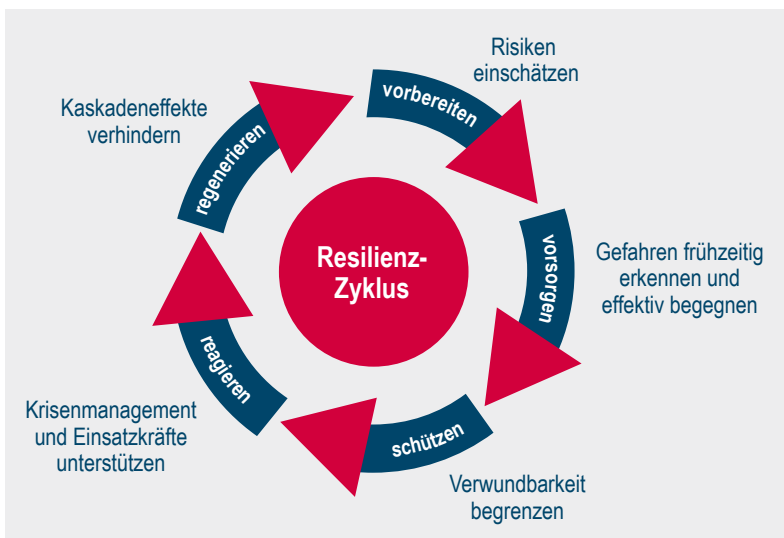 Resilienz-
Zyklus
vorbereiten
Risiken
einschätzen
vorsorgen
Gefahren frühzeitig
erkennen und
effektiv begegnen
schützen
Verwundbarkeit
begrenzen
reagieren
Krisenmanagement
und Einsatzkräfte
unterstützen
regenerieren
Kaskadeneffekte
verhindern